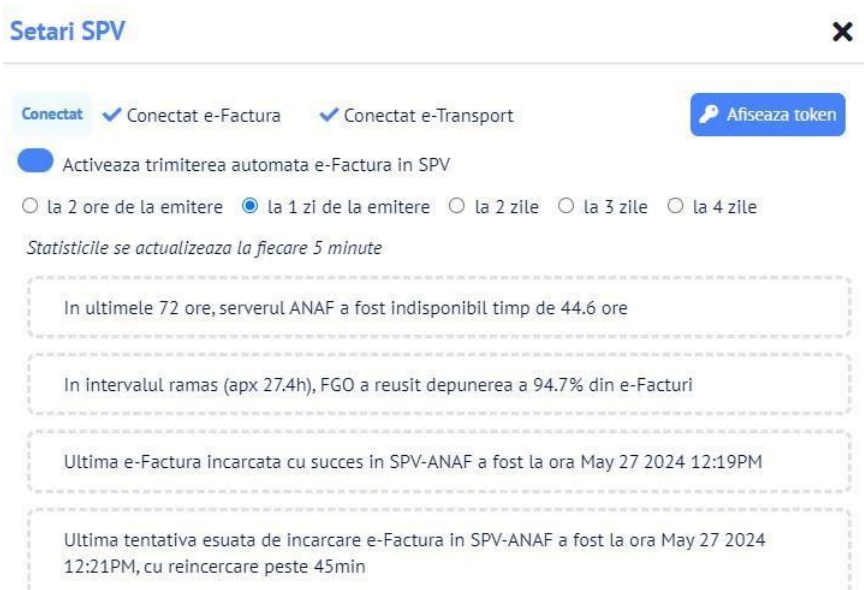 Setari SPV
Conectat Conectat e-Factura Conectat e-Transport Afiseaza token
Activeaza trimiterea automata e-Factura in SPV
la 2 ore de la emitere la 1 zi de la emitere la 2 zile la 3 zile la 4 zile
Statisticile se actualizeaza la fiecare 5 minute
In ultimele 72 ore, serverul ANAF a fost indisponibil timp de 44.6 ore
In intervalul ramas (apx 27.4h), FGO a reusit depunerea a 94.7% din e-Facturi
Ultima e-Factura incarcata cu succes in SPV-ANAF a fost la ora May 27 2024 12:19PM
Ultima tentativa esuata de incarcare e-Factura in SPV-ANAF a fost la ora May 27 2024
12:21PM, cu reincercare peste 45min